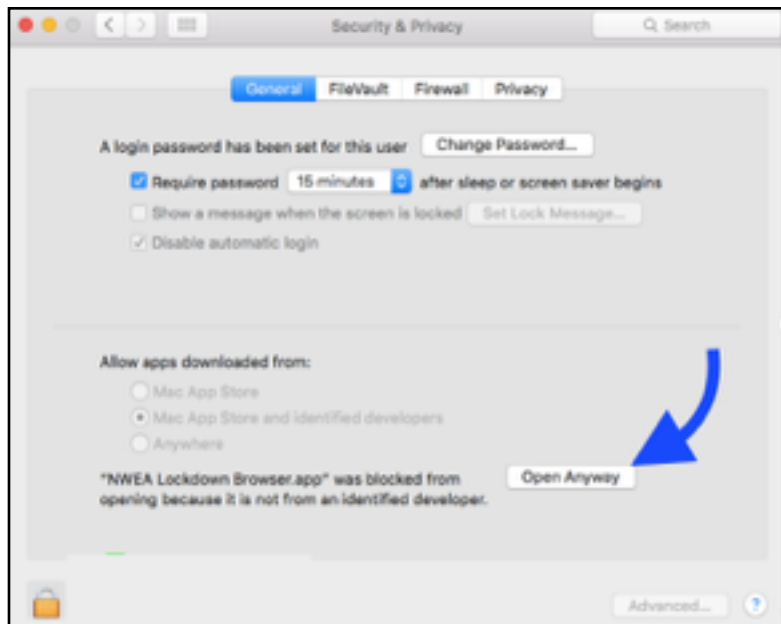 Security & Privacy
Search
General FileVault Firewall Privacy
A login password has been set for this user Change Password...
Require password 15 minutes after sleep or screen saver begins
Show a message when the screen is locked Set Lock Message...
Disable automatic login
Allow apps downloaded from:
Mac App Store
Mac App Store and identified developers
Anywhere
"NWEA Lockdown Browser.app" was blocked from Open Anyway
opening because it is not from an identified developer.
Advanced... ?